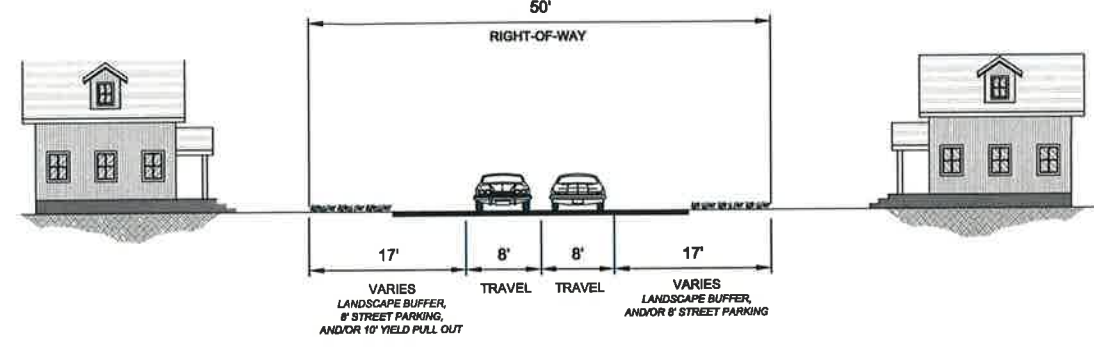 50'
RIGHT-OF-WAY
17'
8'
8'
17'
VARIES
LANDSCAPE BUFFER,
8' STREET PARKING,
AND/OR 10' YIELD PULL OUT
TRAVEL
TRAVEL
VARIES
LANDSCAPE BUFFER,
AND/OR 8' STREET PARKING